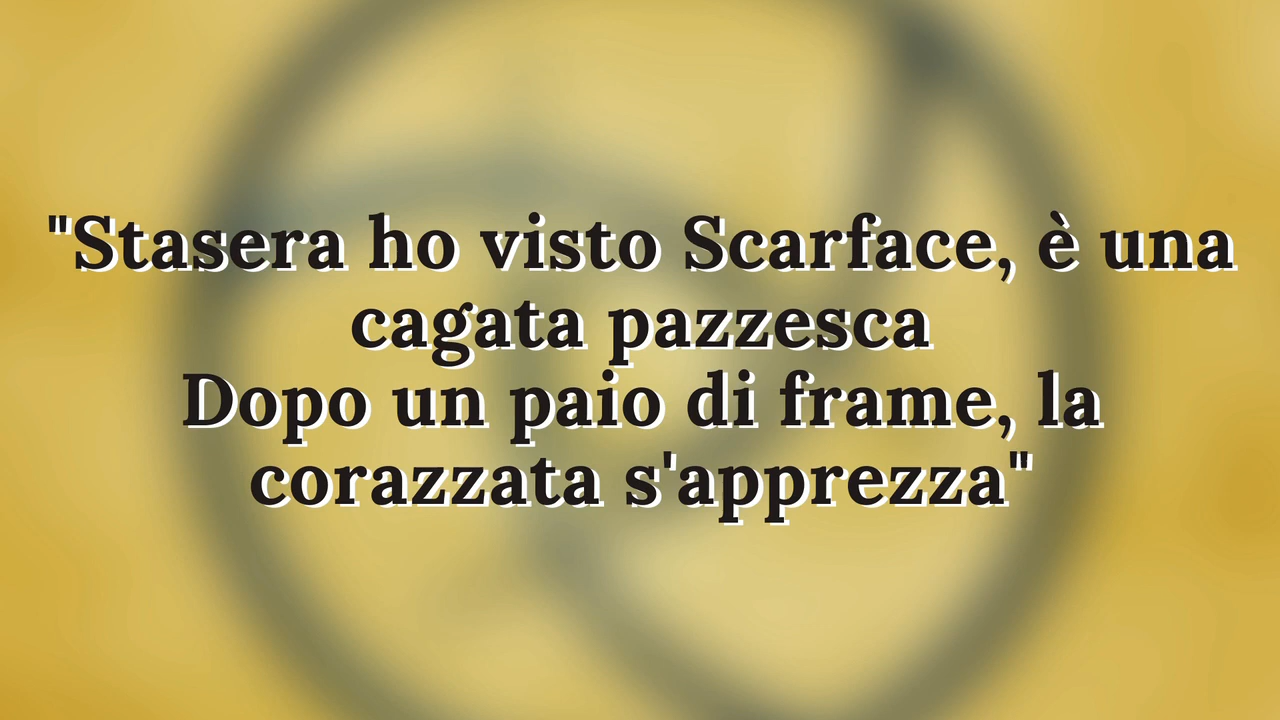 "Stasera ho visto Scarface, è una
cagata pazzesca
Dopo un paio di frame, la
corazzata s'apprezza"